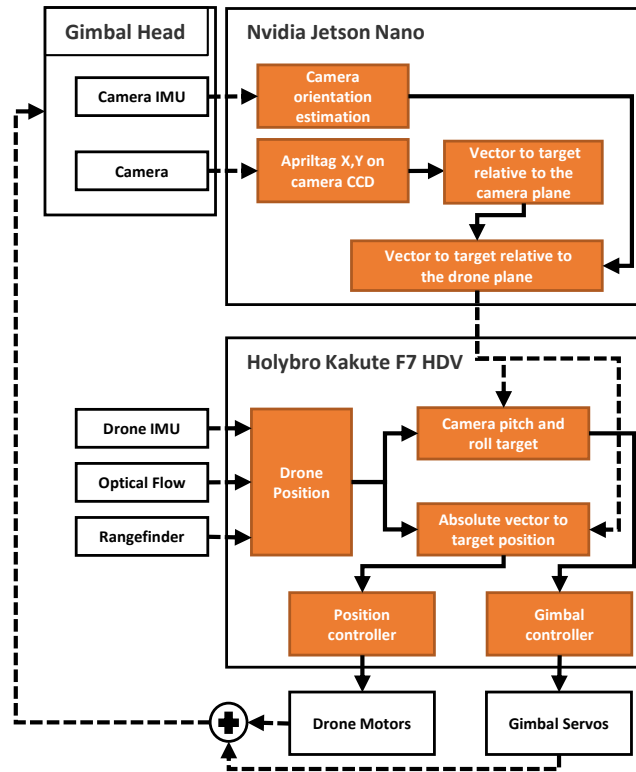 Gimbal Head
Camera IMU
Camera
Nvidia Jetson Nano
Camera
orientation
estimation
Apriltag X,Y on
camera CCD
Vector to target
relative to the
camera plane
Vector to target relative to
the drone plane
Holybro Kakute F7 HDV
Drone IMU
Optical Flow
Rangefinder
Drone
Position
Camera pitch and
roll target
Absolute vector to
target position
Position
controller
Gimbal
controller
Drone Motors
Gimbal Servos